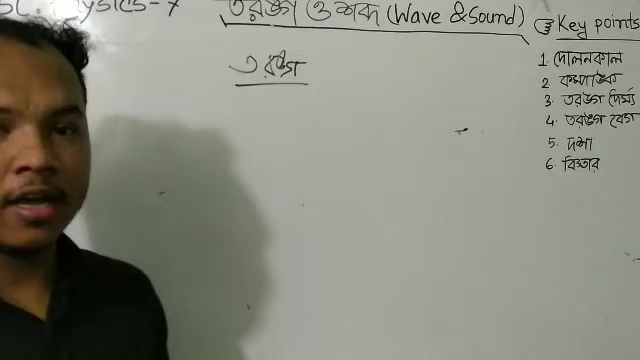 তরঙ্গ ও শব্দ (Wave & Sound)
তরঙ্গ
Key points
1. দোলনকাল
2 কম্পাঙ্ক
3. তরঙ্গ দৈর্ঘ্য
4. তরঙ্গ বেগ
5. দশা
6. বিস্তার